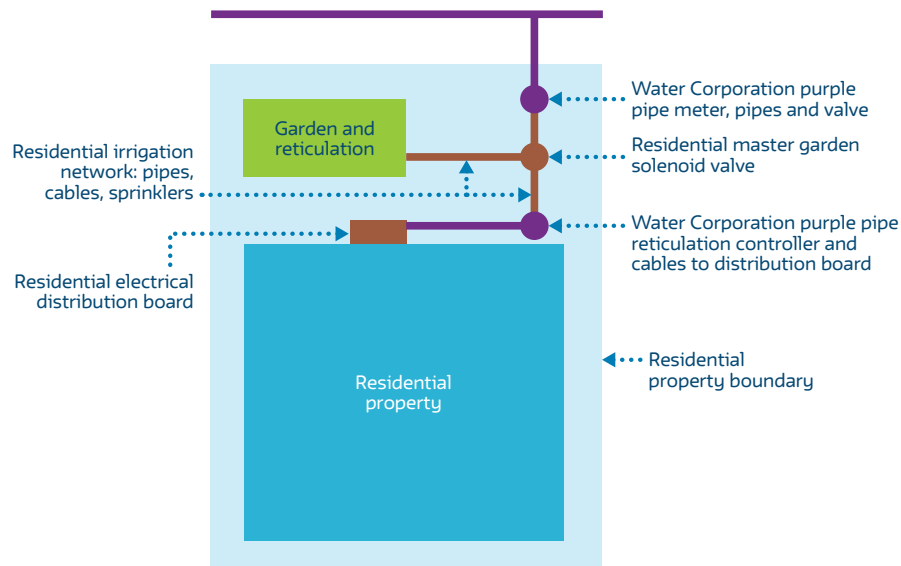 Water Corporation purple
pipe meter, pipes and valve
Garden and
reticulation
Residential master garden
solenoid valve
Residential irrigation
network: pipes,
cables, sprinklers
Water Corporation purple pipe
reticulation controller and
cables to distribution board
Residential electrical
distribution board
Residential
property boundary
Residential
property